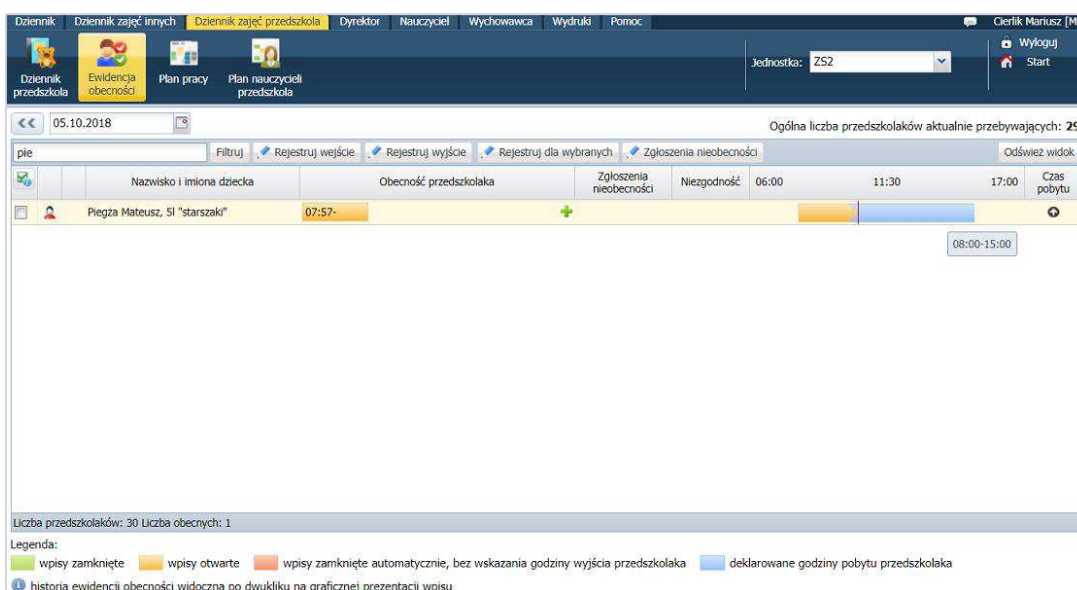 Dziennik Dziennik zajęć innych Dziennik zajęć przedszkola Dyrektor Nauczyciel Wychowawca Wydruki Pomoc Cierlik Mariusz [M
Dziennik przedszkola
Ewidencja obecności
Plan pracy
Plan nauczycieli przedszkola
Jednostka: ZS2
Wyloguj
Start
<< 05.10.2018 Ogólna liczba przedszkolaków aktualnie przebywających: 29
pie Filtruj Rejestruj wejście Rejestruj wyjście Rejestruj dla wybranych Zgłoszenia nieobecności Odśwież widok
Nazwisko i imiona dziecka Obecność przedszkolaka Zgłoszenia nieobecności Niezgodność 06:00 11:30 17:00 Czas pobytu
Piegża Mateusz, 5l "starszaki" 07:57-
08:00-15:00
Liczba przedszkolaków: 30 Liczba obecnych: 1
Legenda:
wpisy zamknięte wpisy otwarte wpisy zamknięte automatycznie, bez wskazania godziny wyjścia przedszkolaka deklarowane godziny pobytu przedszkolaka
historia ewidencji obecności widoczna po dwukliku na graficznej prezentacji wpisu